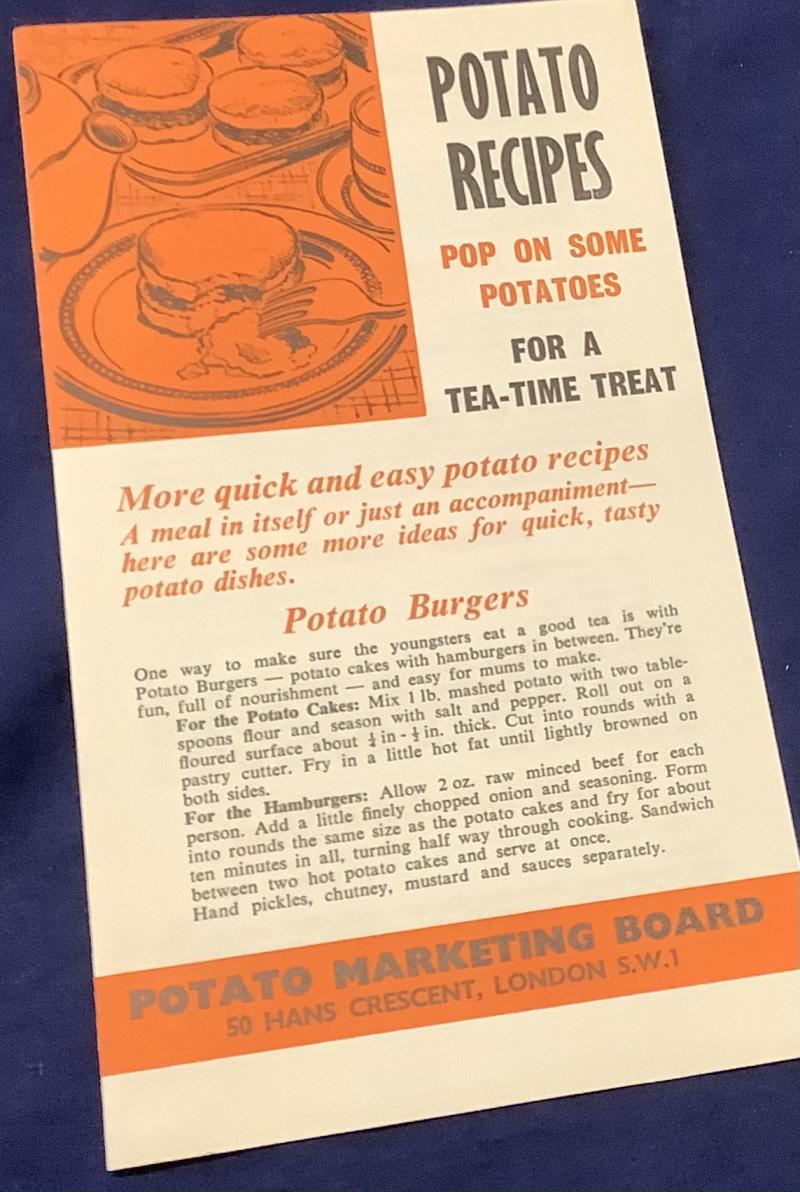 POTATO
RECIPES
POP ON SOME
POTATOES
FOR A
TEA-TIME TREAT
More quick and easy potato recipes
A meal in itself or just an accompaniment—
here are some more ideas for quick, tasty
potato dishes.
Potato Burgers
One way to make sure the youngsters eat a good tea is with
Potato Burgers — potato cakes with hamburgers in between. They're
fun, full of nourishment — and easy for mums to make.
For the Potato Cakes: Mix 1 lb. mashed potato with two table-
spoons flour and season with salt and pepper. Roll out on a
floured surface about ¼ in - ½ in. thick. Cut into rounds with a
pastry cutter. Fry in a little hot fat until lightly browned on
both sides.
For the Hamburgers: Allow 2 oz. raw minced beef for each
person. Add a little finely chopped onion and seasoning. Form
into rounds the same size as the potato cakes and fry for about
ten minutes in all, turning half way through cooking. Sandwich
between two hot potato cakes and serve at once.
Hand pickles, chutney, mustard and sauces separately.
POTATO MARKETING BOARD
50 HANS CRESCENT, LONDON S.W.1